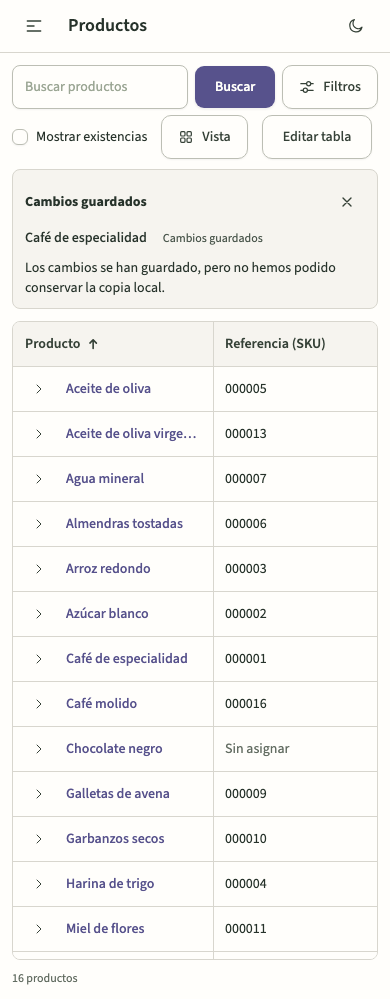 Productos
Buscar productos
Buscar
Filtros
Mostrar existencias
Vista
Editar tabla
Cambios guardados
Café de especialidad Cambios guardados
Los cambios se han guardado, pero no hemos podido
conservar la copia local.
Producto Referencia (SKU)
Aceite de oliva 000005
Aceite de oliva virge… 000013
Agua mineral 000007
Almendras tostadas 000006
Arroz redondo 000003
Azúcar blanco 000002
Café de especialidad 000001
Café molido 000016
Chocolate negro Sin asignar
Galletas de avena 000009
Garbanzos secos 000010
Harina de trigo 000004
Miel de flores 000011
16 productos